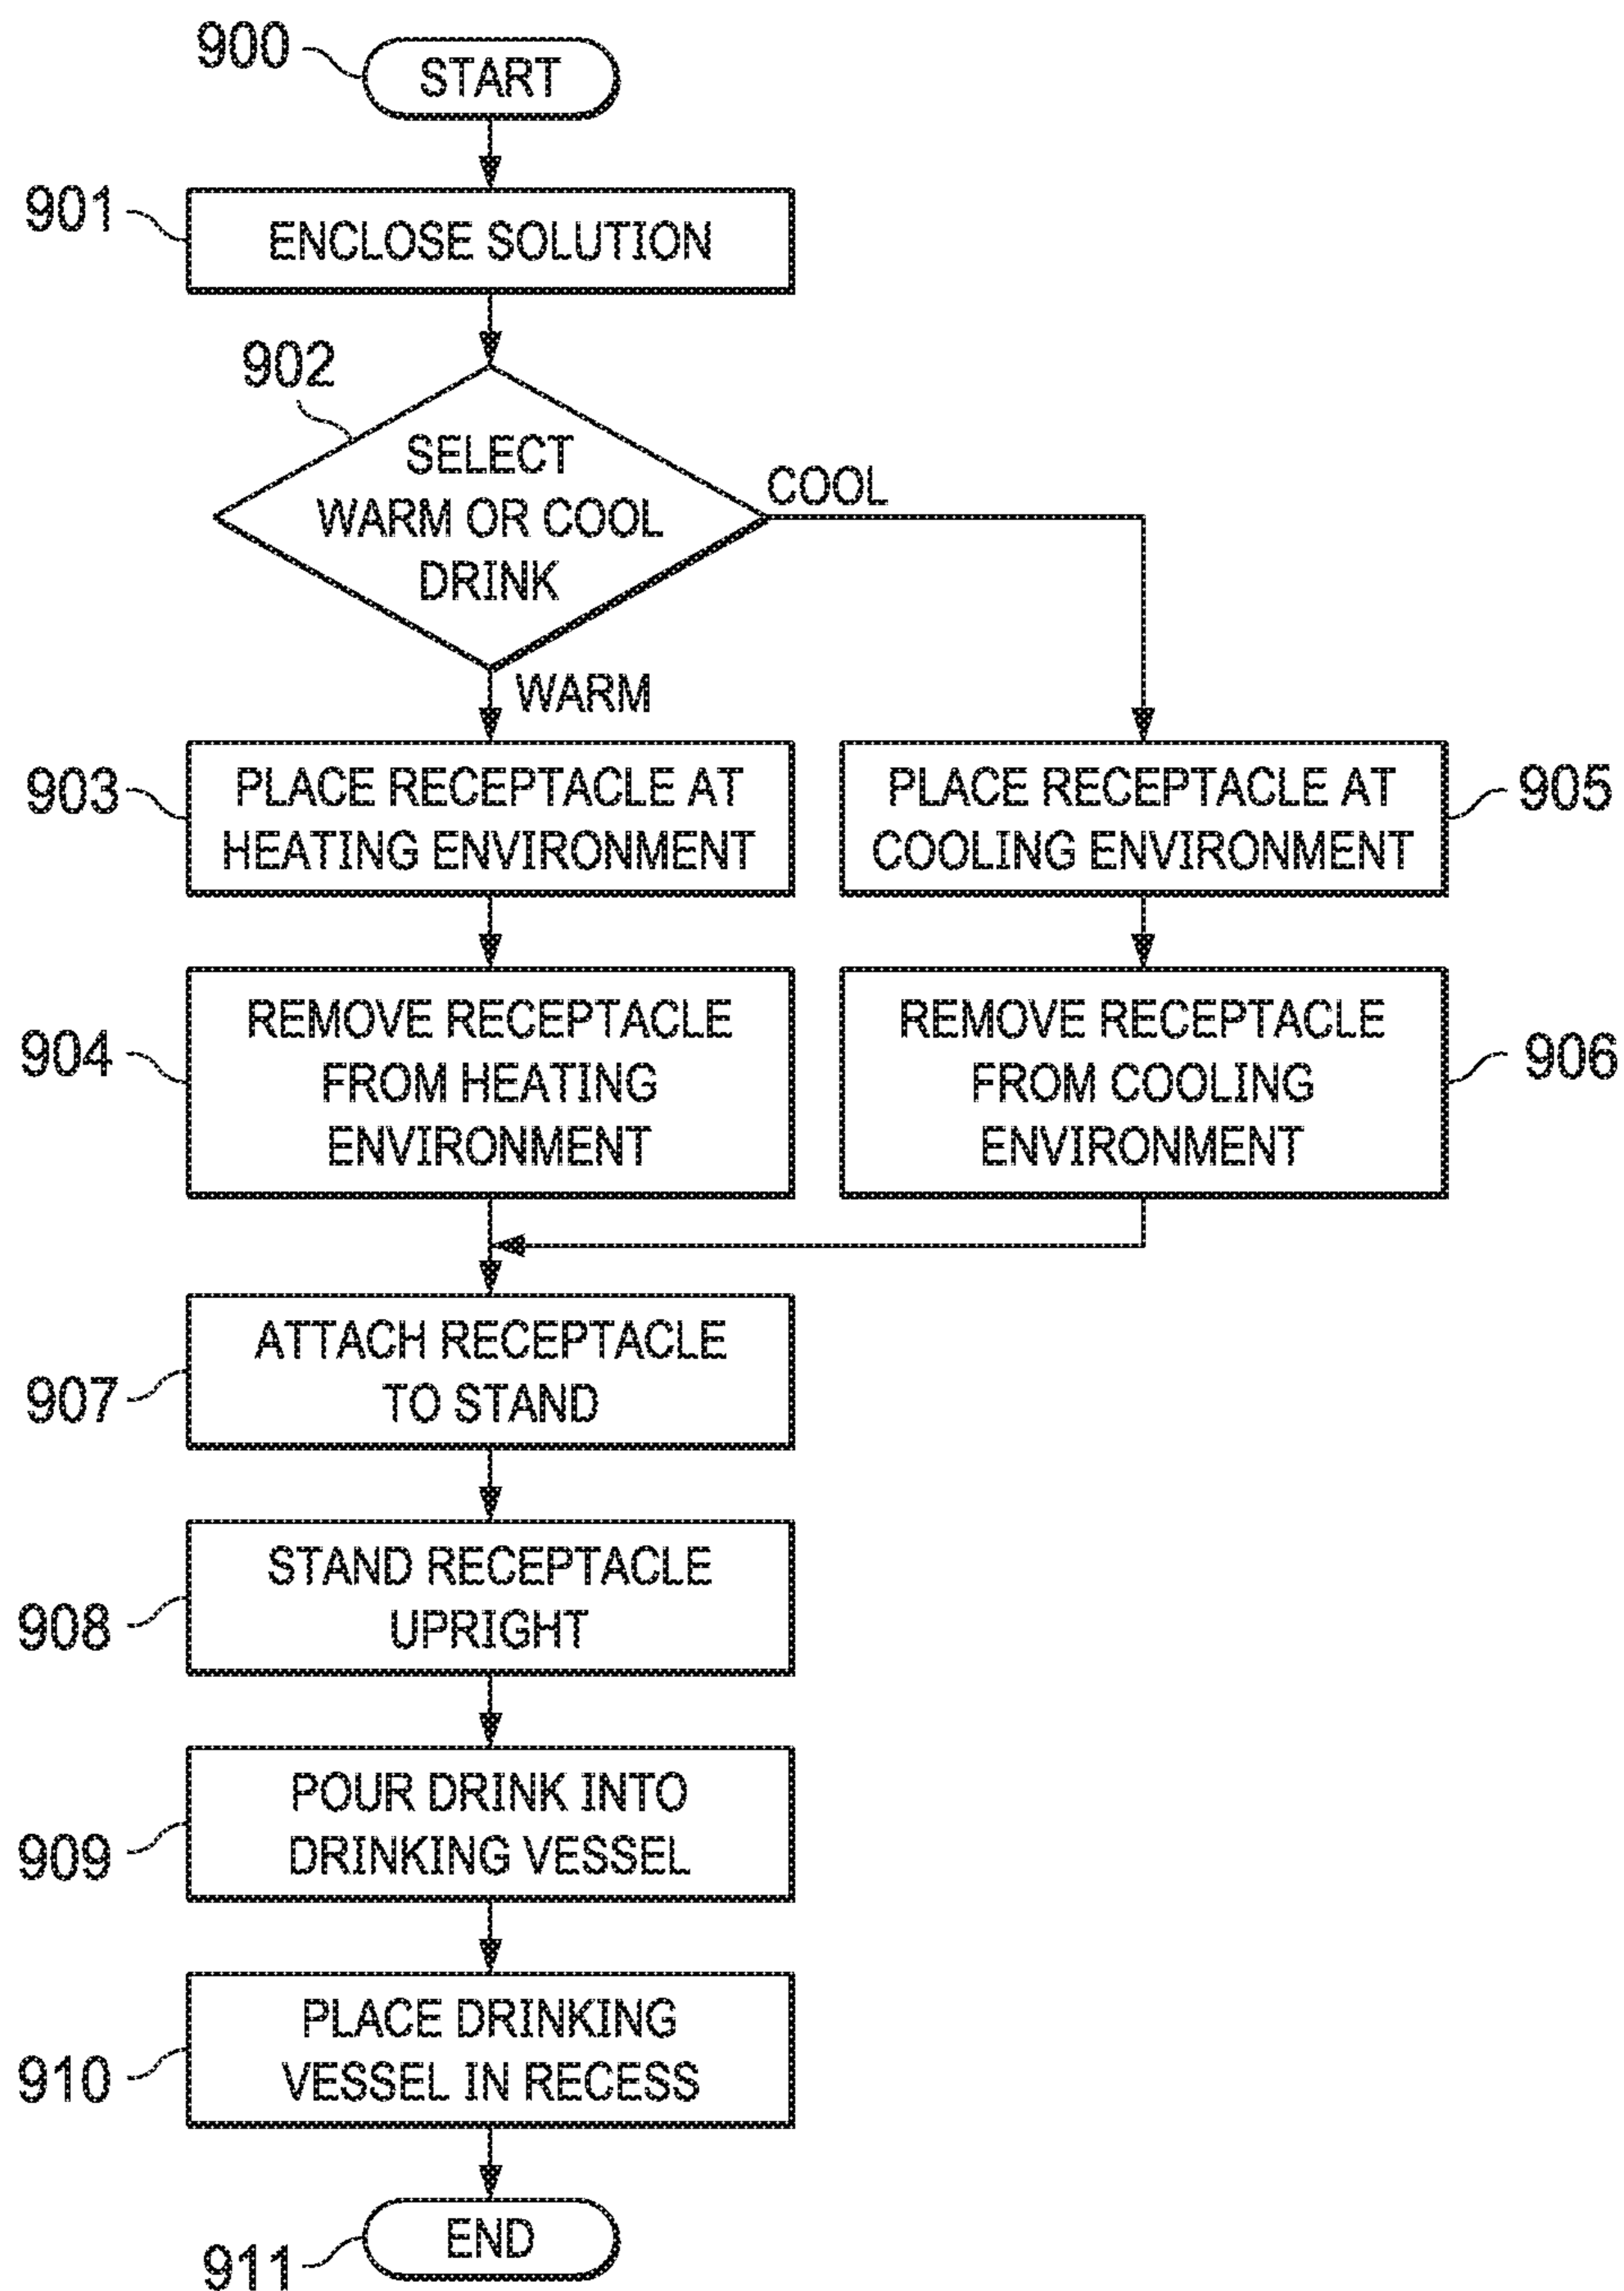 900
START
901
ENCLOSE SOLUTION
902
SELECT
WARM OR COOL
DRINK
COOL
WARM
903
PLACE RECEPTACLE AT
HEATING ENVIRONMENT
PLACE RECEPTACLE AT
COOLING ENVIRONMENT
905
904
REMOVE RECEPTACLE
FROM HEATING
ENVIRONMENT
REMOVE RECEPTACLE
FROM COOLING
ENVIRONMENT
906
907
ATTACH RECEPTACLE
TO STAND
908
STAND RECEPTACLE
UPRIGHT
909
POUR DRINK INTO
DRINKING VESSEL
910
PLACE DRINKING
VESSEL IN RECESS
911
END